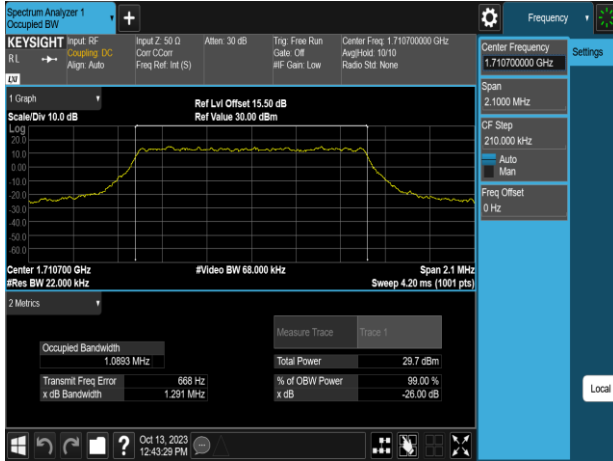 Spectrum Analyzer 1
Occupied BW
+
Frequency
KEYSIGHT Input: RF
RL
Coupling: DC
Align: Auto
LXI
Input Z: 50 Ω
Corr CCorr
Freq Ref: Int (S)
Atten: 30 dB
Trig: Free Run
Gate: Off
#IF Gain: Low
Center Freq: 1.710700000 GHz
Avg|Hold: 10/10
Radio Std: None
Center Frequency
1.710700000 GHz
Settings
Span
2.1000 MHz
CF Step
210.000 kHz
Auto
Man
Freq Offset
0 Hz
Local
1 Graph
Scale/Div 10.0 dB
Ref Lvl Offset 15.50 dB
Ref Value 30.00 dBm
Log
20.0
10.0
0.00
-10.0
-20.0
-30.0
-40.0
-50.0
-60.0
Center 1.710700 GHz
#Res BW 22.000 kHz
#Video BW 68.000 kHz
Span 2.1 MHz
Sweep 4.20 ms (1001 pts)
2 Metrics
Measure Trace
Trace 1
Occupied Bandwidth
1.0893 MHz
Total Power
29.7 dBm
Transmit Freq Error
668 Hz
% of OBW Power
99.00 %
x dB Bandwidth
1.291 MHz
x dB
-26.00 dB
?
Oct 13, 2023
12:43:29 PM